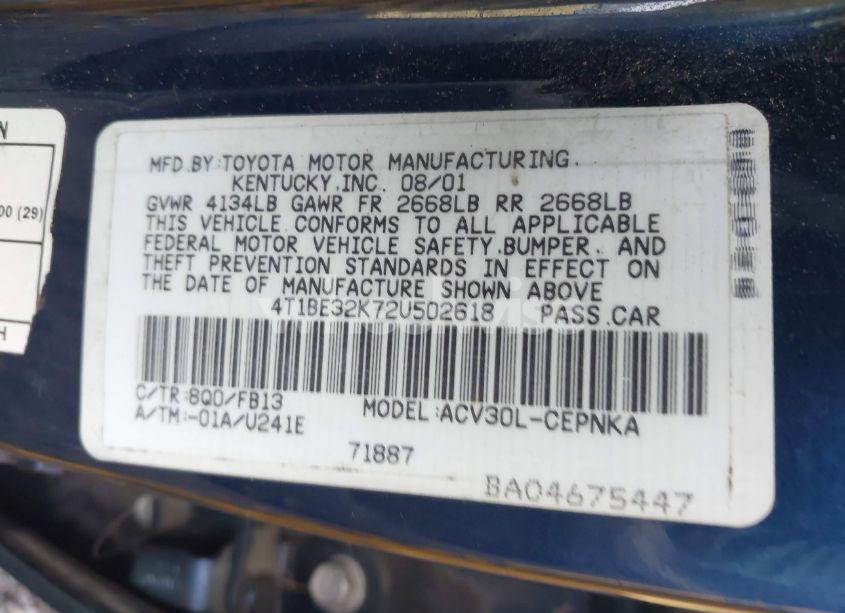 N
00 (29)
H
MFD.BY:TOYOTA MOTOR MANUFACTURING.
KENTUCKY.INC. 08/01
GVWR 4134LB GAWR FR 2668LB RR 2668LB
THIS VEHICLE CONFORMS TO ALL APPLICABLE
FEDERAL MOTOR VEHICLE SAFETY.BUMPER. AND
THEFT PREVENTION STANDARDS IN EFFECT ON
THE DATE OF MANUFACTURE SHOWN ABOVE
4T1BE32K72U502618 PASS.CAR
C/TR:8Q0/FB13
A/TM:-01A/U241E
MODEL:ACV30L-CEPNKA
71887
BA04675447